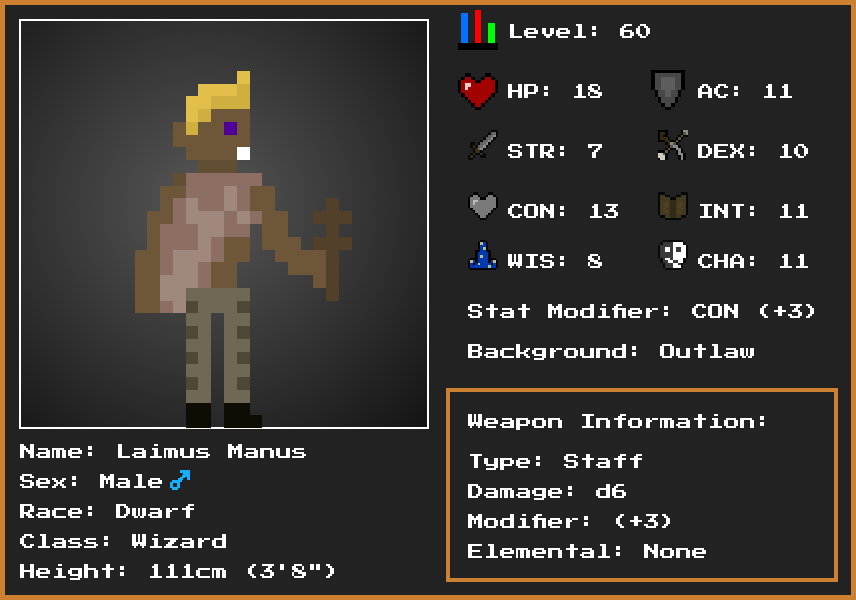 Level: 60
HP: 18
AC: 11
STR: 7
DEX: 10
CON: 13
INT: 11
WIS: 8
CHA: 11
Stat Modifier: CON (+3)
Background: Outlaw
Weapon Information:
Type: Staff
Damage: d6
Modifier: (+3)
Elemental: None
Name: Laimus Manus
Sex: Male♂
Race: Dwarf
Class: Wizard
Height: 111cm (3'8")